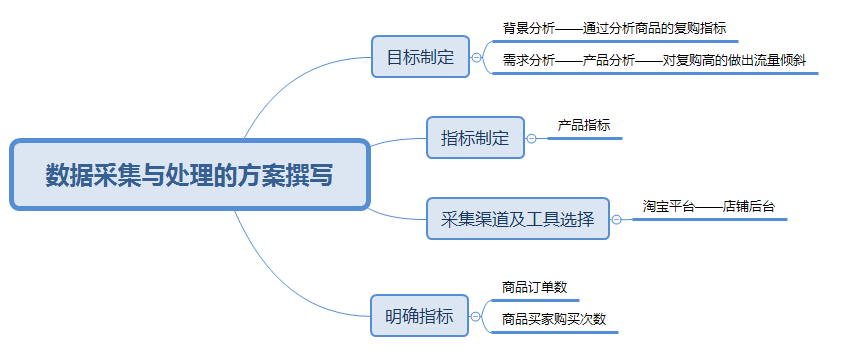 数据采集与处理的方案撰写
目标制定
背景分析——通过分析商品的复购指标
需求分析——产品分析——对复购高的做出流量倾斜
指标制定
产品指标
采集渠道及工具选择
淘宝平台——店铺后台
明确指标
商品订单数
商品买家购买次数